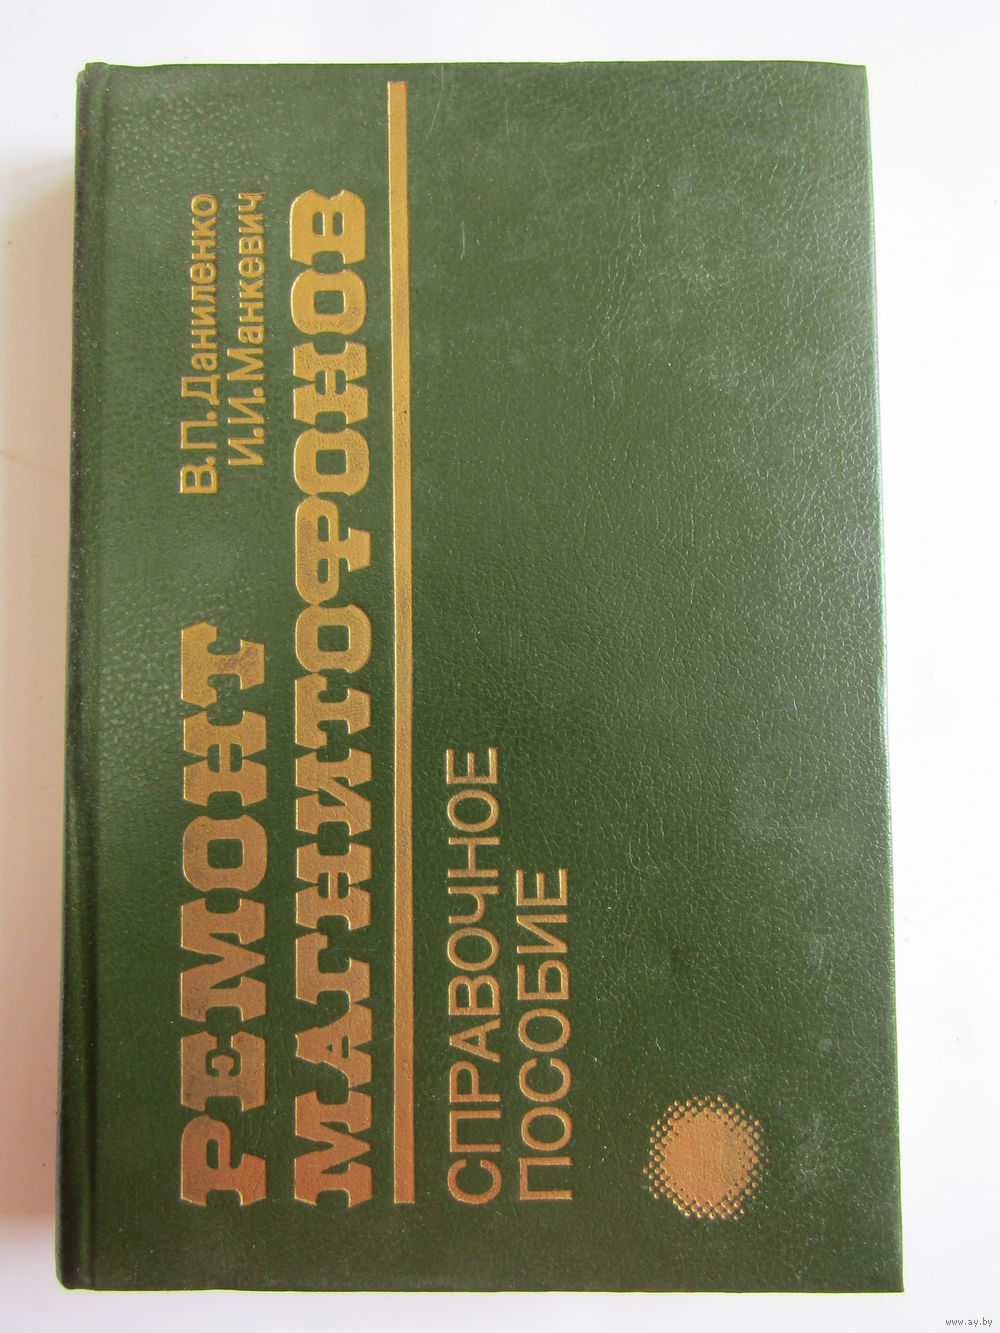 В.П.Даниленко
И.И.Манкевич
РЕМОНТ
МАГНИТОФОНОВ
СПРАВОЧНОЕ
ПОСОБИЕ
www.ay.by